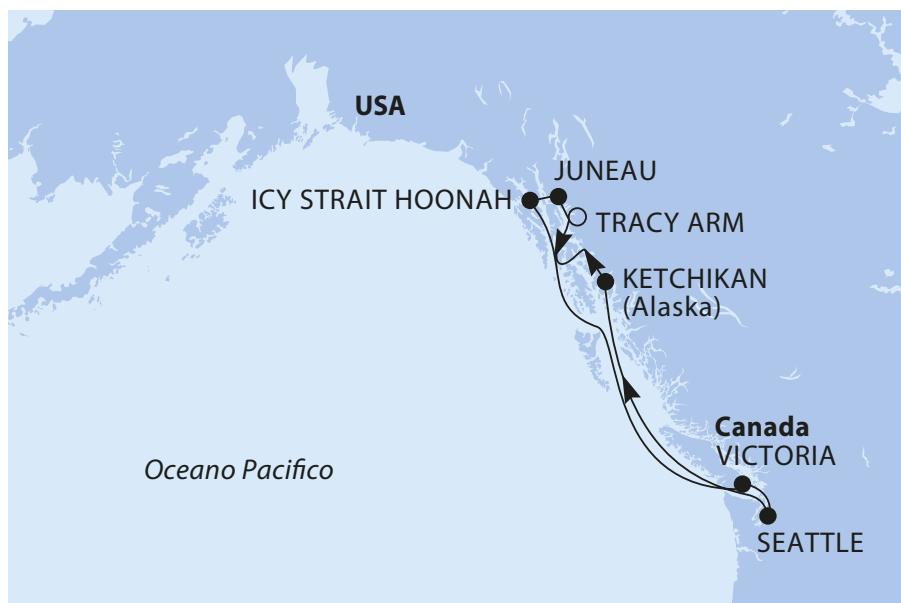 USA
JUNEAU
ICY STRAIT HOONAH
TRACY ARM
KETCHIKAN
(Alaska)
Canada
VICTORIA
Oceano Pacifico
SEATTLE